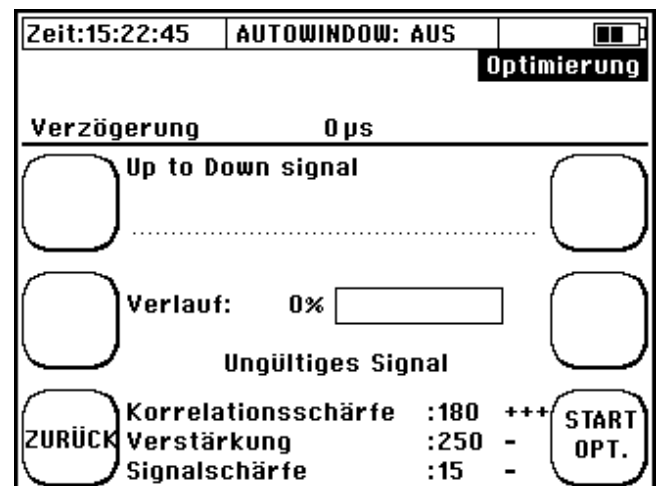 Zeit:15:22:45 AUTOWINDOW: AUS
Optimierung
Verzögerung 0 µs
Up to Down signal
Verlauf: 0%
Ungültiges Signal
Korrelationsschärfe :180 +++
ZURÜCK Verstärkung :250 - START OPT.
Signalschärfe :15 -